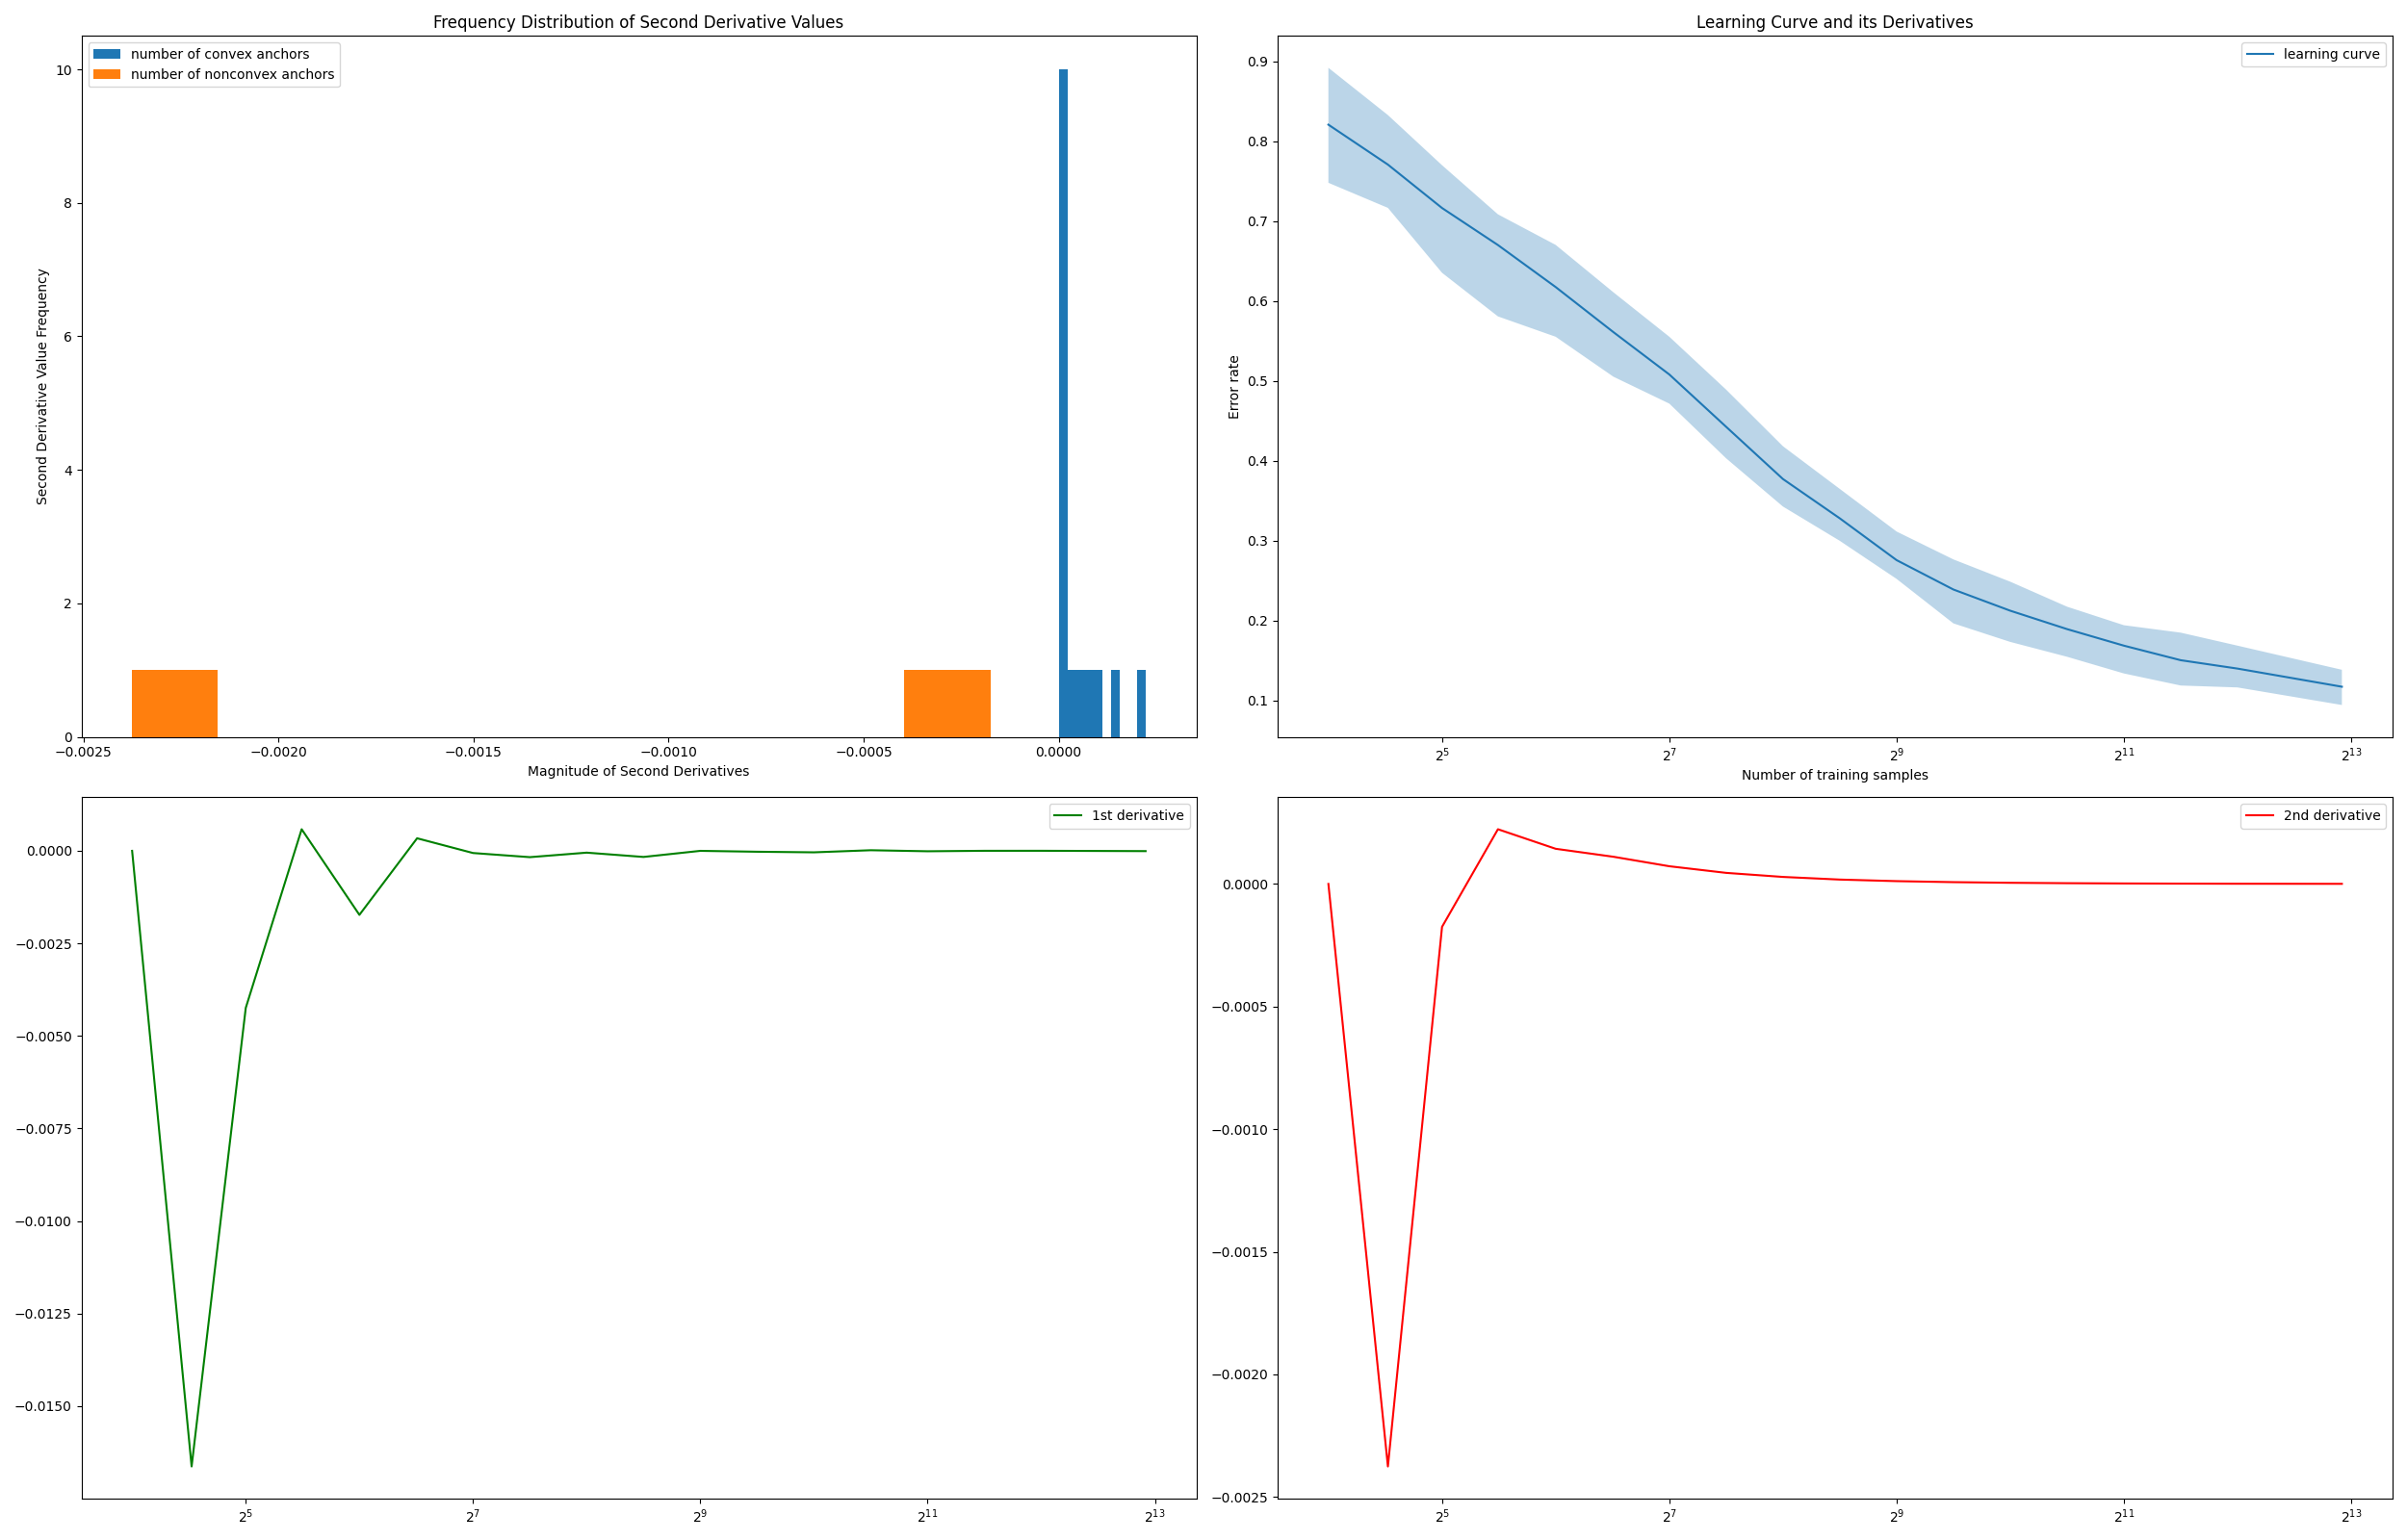 Frequency Distribution of Second Derivative Values
number of convex anchors
number of nonconvex anchors
10
8
6
4
2
0
Second Derivative Value Frequency
−0.0025 −0.0020 −0.0015 −0.0010 −0.0005 0.0000
Magnitude of Second Derivatives
Learning Curve and its Derivatives
learning curve
0.9
0.8
0.7
0.6
0.5
0.4
0.3
0.2
0.1
Error rate
2⁵ 2⁷ 2⁹ 2¹¹ 2¹³
Number of training samples
1st derivative
0.0000
−0.0025
−0.0050
−0.0075
−0.0100
−0.0125
−0.0150
2⁵ 2⁷ 2⁹ 2¹¹ 2¹³
2nd derivative
0.0000
−0.0005
−0.0010
−0.0015
−0.0020
−0.0025
2⁵ 2⁷ 2⁹ 2¹¹ 2¹³